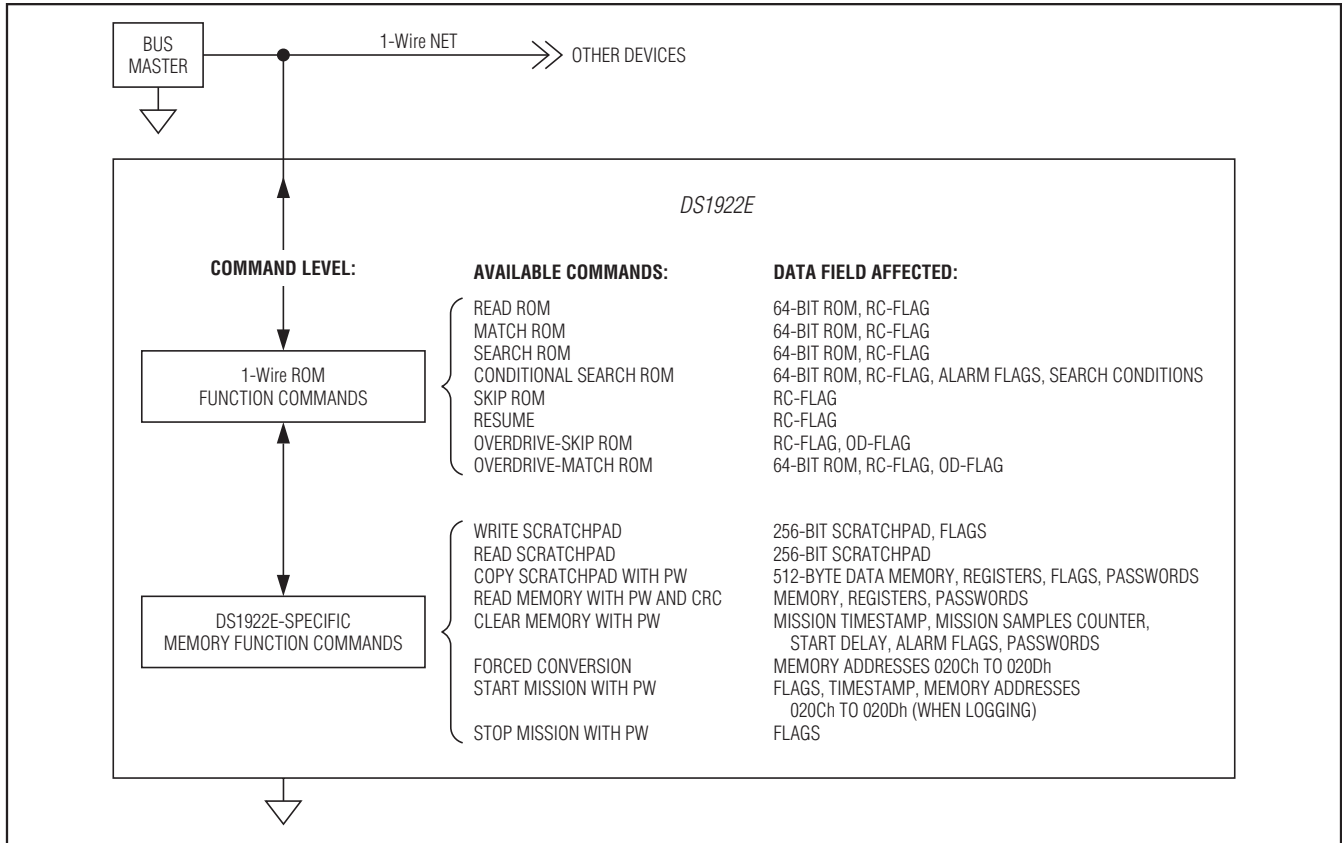 BUS
MASTER
1-Wire NET
OTHER DEVICES
DS1922E
COMMAND LEVEL: AVAILABLE COMMANDS: DATA FIELD AFFECTED:
1-Wire ROM
FUNCTION COMMANDS
READ ROM 64-BIT ROM, RC-FLAG
MATCH ROM 64-BIT ROM, RC-FLAG
SEARCH ROM 64-BIT ROM, RC-FLAG
CONDITIONAL SEARCH ROM 64-BIT ROM, RC-FLAG, ALARM FLAGS, SEARCH CONDITIONS
SKIP ROM RC-FLAG
RESUME RC-FLAG
OVERDRIVE-SKIP ROM RC-FLAG, OD-FLAG
OVERDRIVE-MATCH ROM 64-BIT ROM, RC-FLAG, OD-FLAG
DS1922E-SPECIFIC
MEMORY FUNCTION COMMANDS
WRITE SCRATCHPAD 256-BIT SCRATCHPAD, FLAGS
READ SCRATCHPAD 256-BIT SCRATCHPAD
COPY SCRATCHPAD WITH PW 512-BYTE DATA MEMORY, REGISTERS, FLAGS, PASSWORDS
READ MEMORY WITH PW AND CRC MEMORY, REGISTERS, PASSWORDS
CLEAR MEMORY WITH PW MISSION TIMESTAMP, MISSION SAMPLES COUNTER,
START DELAY, ALARM FLAGS, PASSWORDS
FORCED CONVERSION MEMORY ADDRESSES 020Ch TO 020Dh
START MISSION WITH PW FLAGS, TIMESTAMP, MEMORY ADDRESSES
020Ch TO 020Dh (WHEN LOGGING)
STOP MISSION WITH PW FLAGS